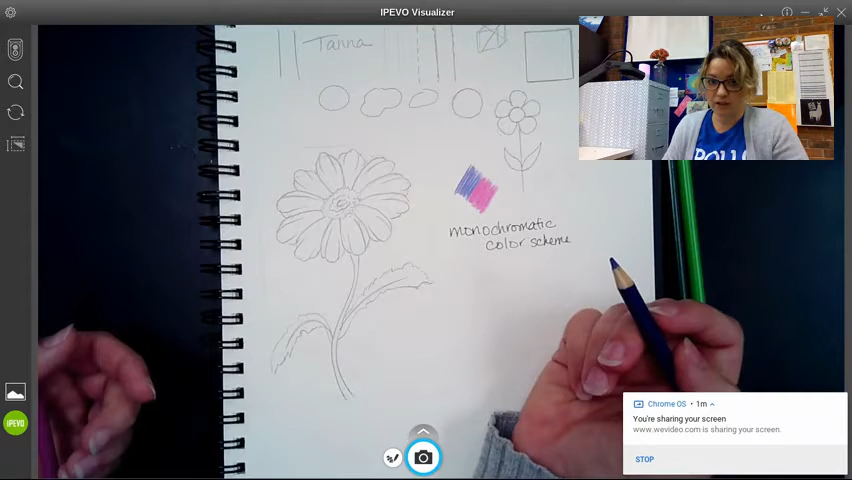 IPEVO Visualizer
Tanna
monochromatic
color scheme
POLLO
Chrome OS • 1m
You're sharing your screen
www.wevideo.com is sharing your screen.
STOP
IPEVO